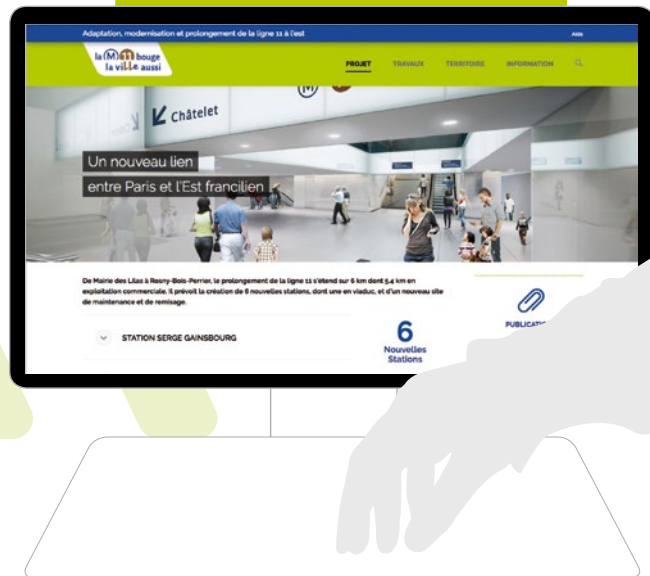 Adaptation, modernisation et prolongement de la ligne 11 à l'est
Aide
la M 11 bouge
la ville aussi
PROJET TRAVAUX TERRITOIRE INFORMATION
M
Châtelet
Un nouveau lien
entre Paris et l'Est francilien
De Mairie des Lilas à Rosny-Bois-Perrier, le prolongement de la ligne 11 s'étend sur 6 km dont 5,4 km en
exploitation commerciale. Il prévoit la création de 6 nouvelles stations, dont une en viaduc, et d'un nouveau site
de maintenance et de remisage.
STATION SERGE GAINSBOURG
6
Nouvelles
Stations